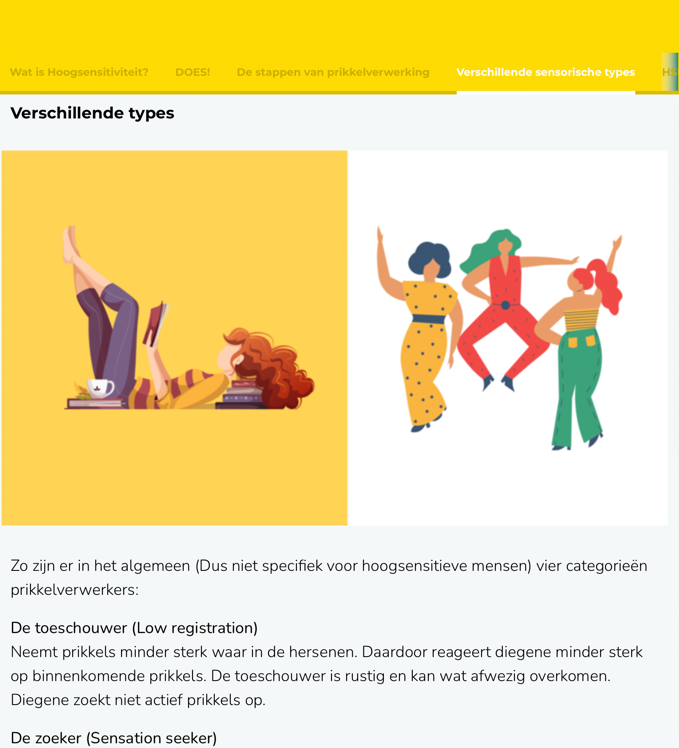 Wat is Hoogsensitiviteit? DOES! De stappen van prikkelverwerking Verschillende sensorische types
Verschillende types
Zo zijn er in het algemeen (Dus niet specifiek voor hoogsensitieve mensen) vier categorieën
prikkelverwerkers:
De toeschouwer (Low registration)
Neemt prikkels minder sterk waar in de hersenen. Daardoor reageert diegene minder sterk
op binnenkomende prikkels. De toeschouwer is rustig en kan wat afwezig overkomen.
Diegene zoekt niet actief prikkels op.
De zoeker (Sensation seeker)